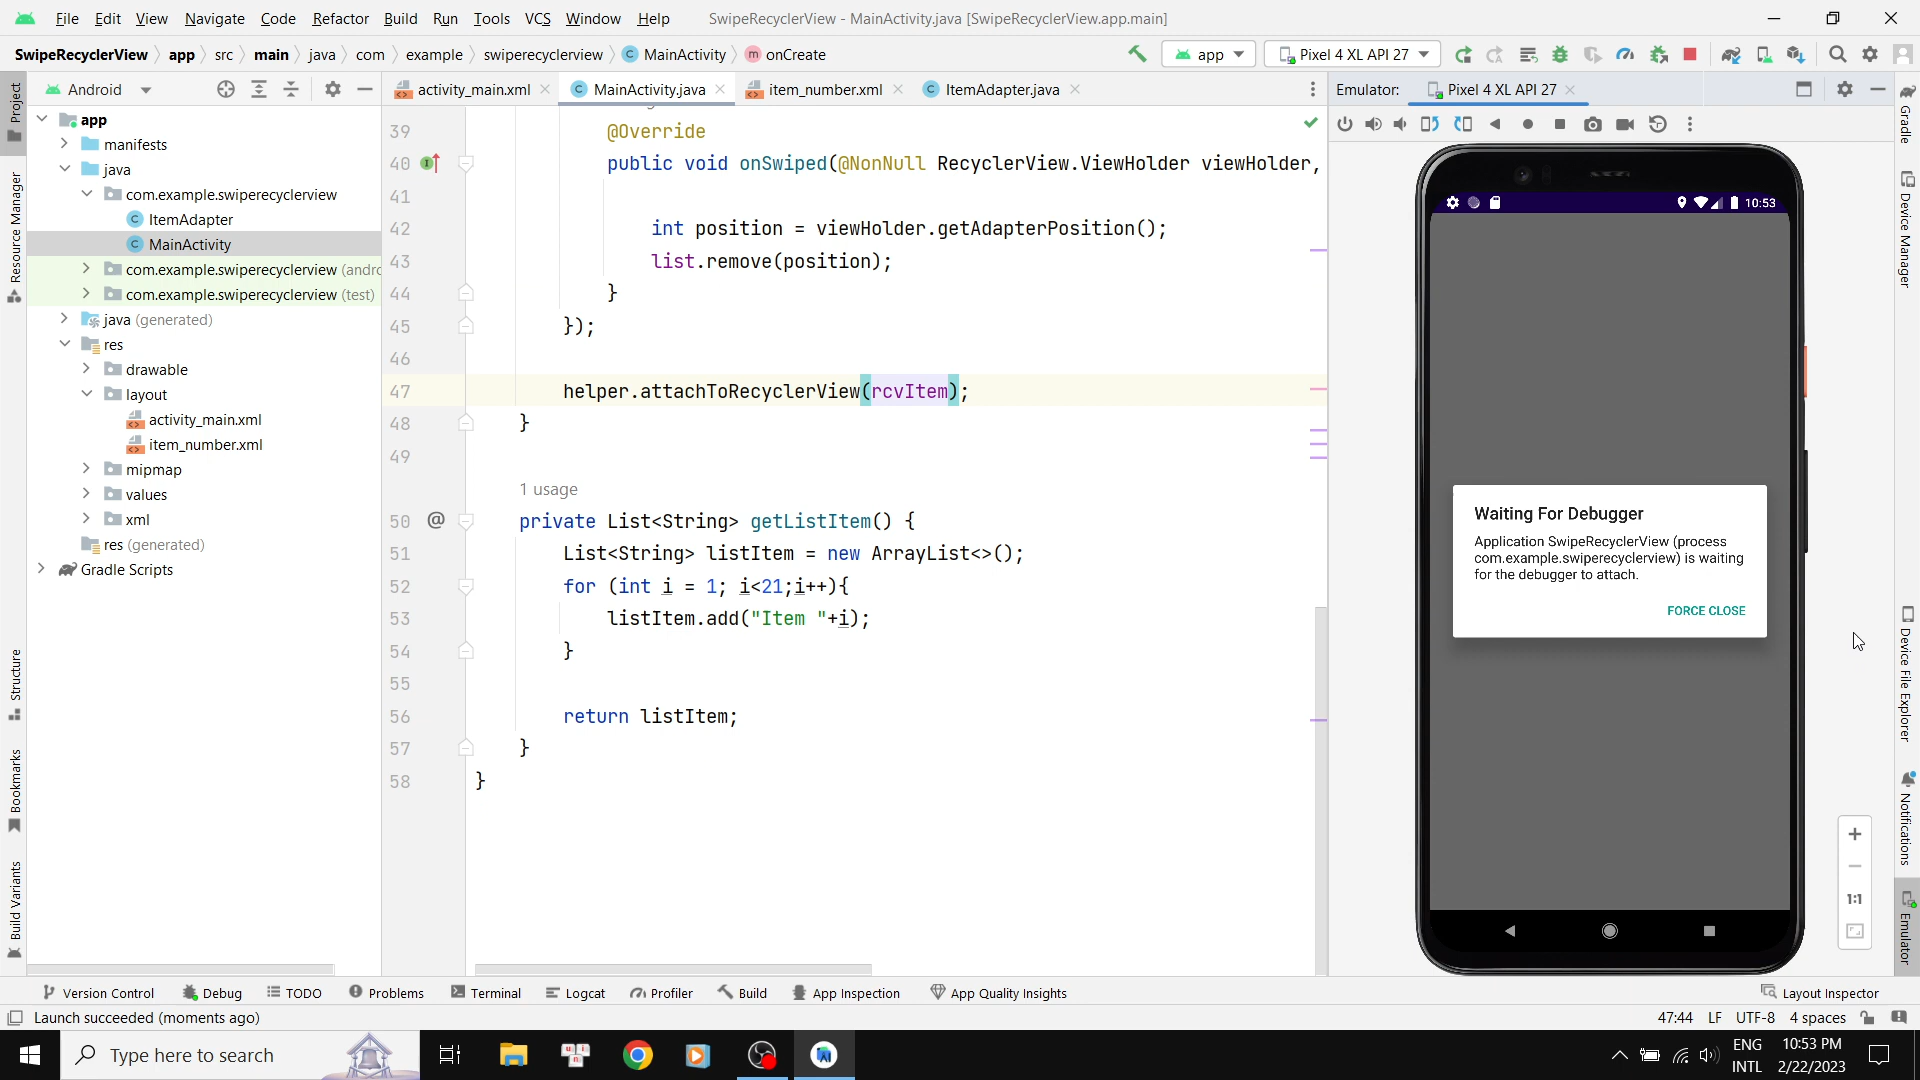 File Edit View Navigate Code Refactor Build Run Tools VCS Window Help SwipeRecyclerView - MainActivity.java [SwipeRecyclerView.app.main]
SwipeRecyclerView app src main java com example swiperecyclerview C MainActivity m onCreate app Pixel 4 XL API 27
Android activity_main.xml C MainActivity.java item_number.xml C ItemAdapter.java Emulator: Pixel 4 XL API 27
Project
Resource Manager
Structure
Bookmarks
Build Variants
app
manifests
java
com.example.swiperecyclerview
C ItemAdapter
C MainActivity
com.example.swiperecyclerview (andro
com.example.swiperecyclerview (test)
java (generated)
res
drawable
layout
activity_main.xml
item_number.xml
mipmap
values
xml
res (generated)
Gradle Scripts
39 @Override
40 public void onSwiped(@NonNull RecyclerView.ViewHolder viewHolder,
41
42 int position = viewHolder.getAdapterPosition();
43 list.remove(position);
44 }
45 });
46
47 helper.attachToRecyclerView(rcvItem);
48 }
49
1 usage
50 @ private List<String> getListItem() {
51 List<String> listItem = new ArrayList<>();
52 for (int i = 1; i<21;i++){
53 listItem.add("Item "+i);
54 }
55
56 return listItem;
57 }
58 }
10:53
Waiting For Debugger
Application SwipeRecyclerView (process
com.example.swiperecyclerview) is waiting
for the debugger to attach.
FORCE CLOSE
1:1
Gradle
Device Manager
Device File Explorer
Notifications
Emulator
Version Control Debug TODO Problems Terminal Logcat Profiler Build App Inspection App Quality Insights Layout Inspector
Launch succeeded (moments ago) 47:44 LF UTF-8 4 spaces
Type here to search ENG 10:53 PM
INTL 2/22/2023